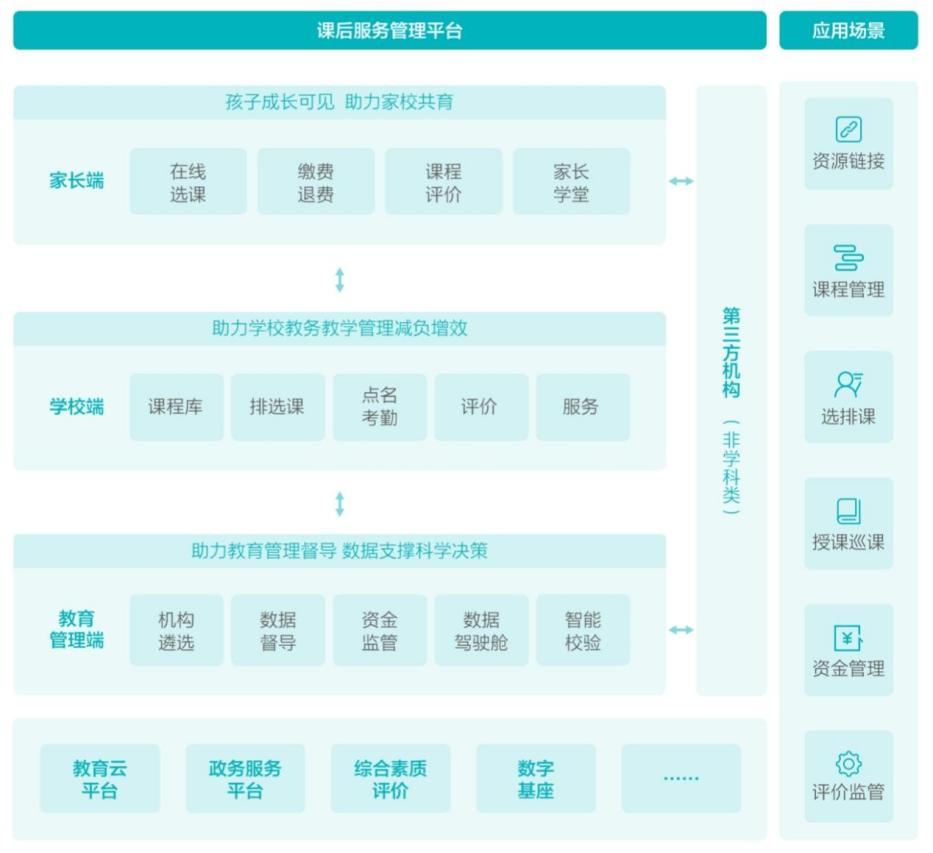 课后服务管理平台
孩子成长可见 助力家校共育
家长端
在线
选课
缴费
退费
课程
评价
家长
学堂
助力学校教务教学管理减负增效
学校端
课程库
排选课
点名
考勤
评价
服务
助力教育管理督导 数据支撑科学决策
教育
管理端
机构
遴选
数据
督导
资金
监管
数据
驾驶舱
智能
校验
第三方机构（非学科类）
教育云
平台
政务服务
平台
综合素质
评价
数字
基座
……
应用场景
资源链接
课程管理
选排课
授课巡课
¥
资金管理
评价监管